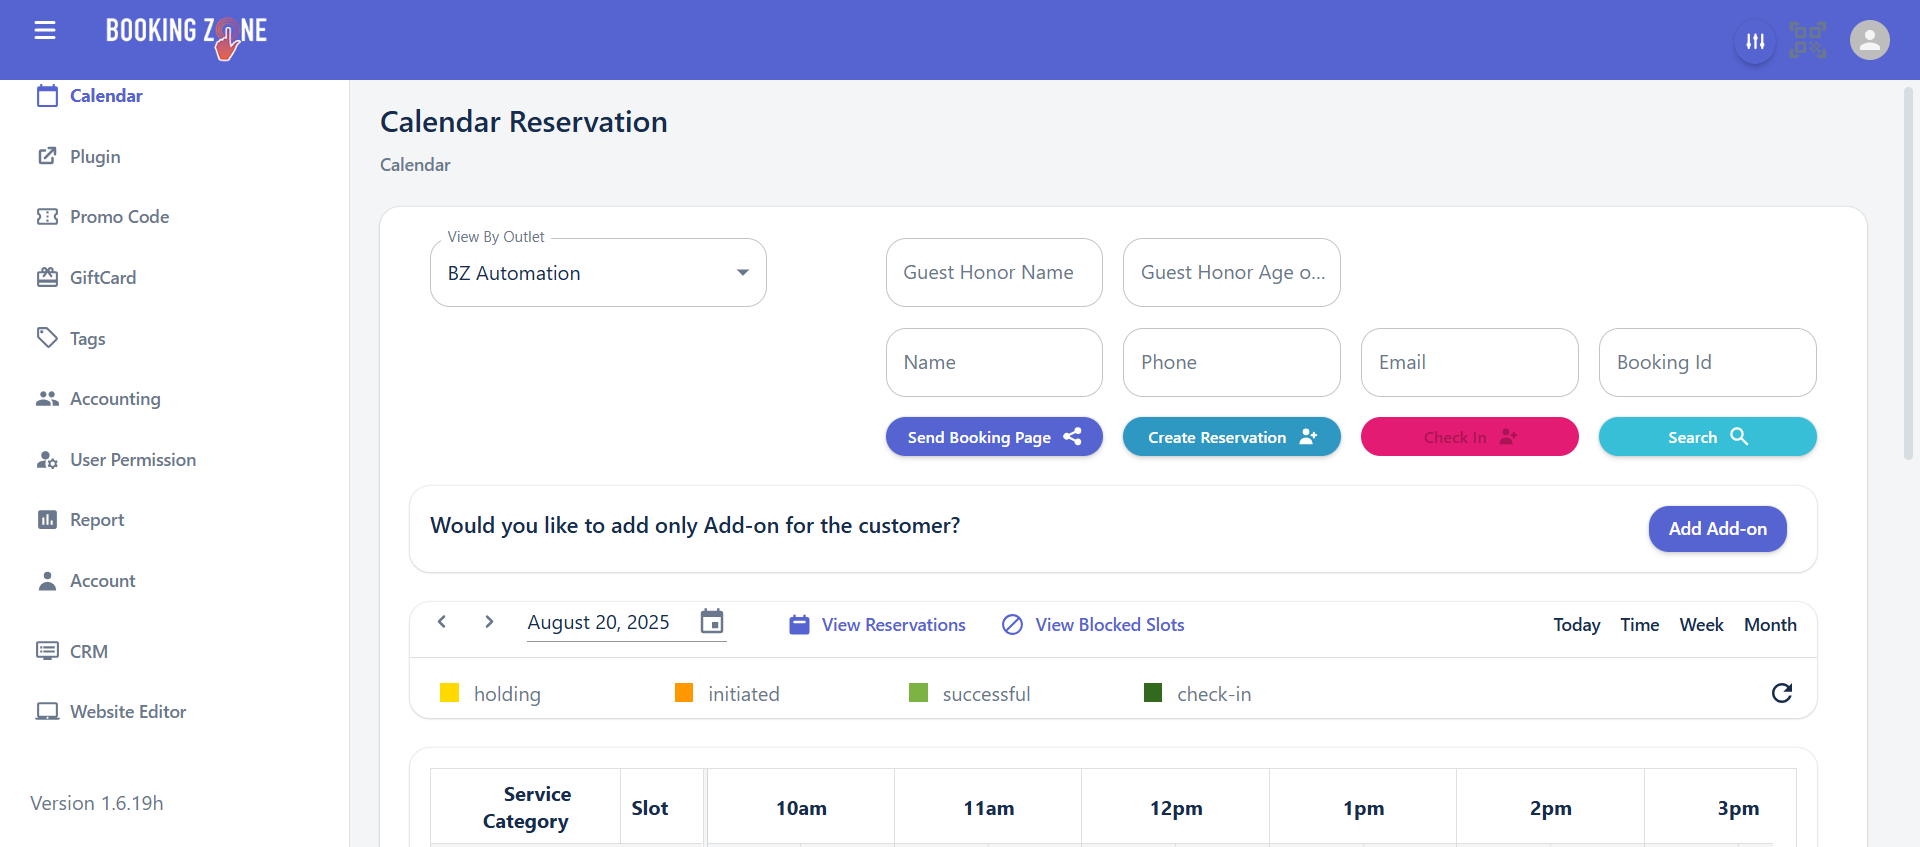 BOOKING ZONE
Calendar
Plugin
Promo Code
GiftCard
Tags
Accounting
User Permission
Report
Account
CRM
Website Editor
Version 1.6.19h
Calendar Reservation
Calendar
View By Outlet
BZ Automation
Guest Honor Name
Guest Honor Age o...
Name
Phone
Email
Booking Id
Send Booking Page
Create Reservation
Check In
Search
Would you like to add only Add-on for the customer?
Add Add-on
August 20, 2025
View Reservations
View Blocked Slots
Today
Time
Week
Month
holding
initiated
successful
check-in
Service
Category
Slot
10am
11am
12pm
1pm
2pm
3pm